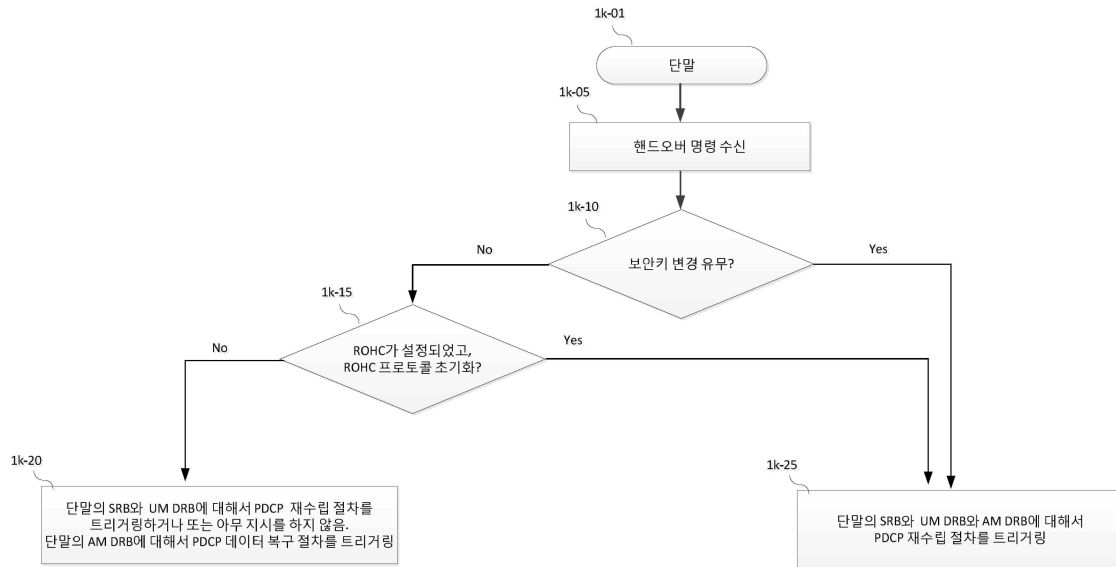 1k-01
단말
1k-05
핸드오버 명령 수신
1k-10
No
Yes
보안키 변경 유무?
1k-15
No
Yes
ROHC가 설정되었고,
ROHC 프로토콜 초기화?
1k-20
단말의 SRB와 UM DRB에 대해서 PDCP 재수립 절차를
트리거링하거나 또는 아무 지시를 하지 않음.
단말의 AM DRB에 대해서 PDCP 데이터 복구 절차를 트리거링
1k-25
단말의 SRB와 UM DRB와 AM DRB에 대해서
PDCP 재수립 절차를 트리거링